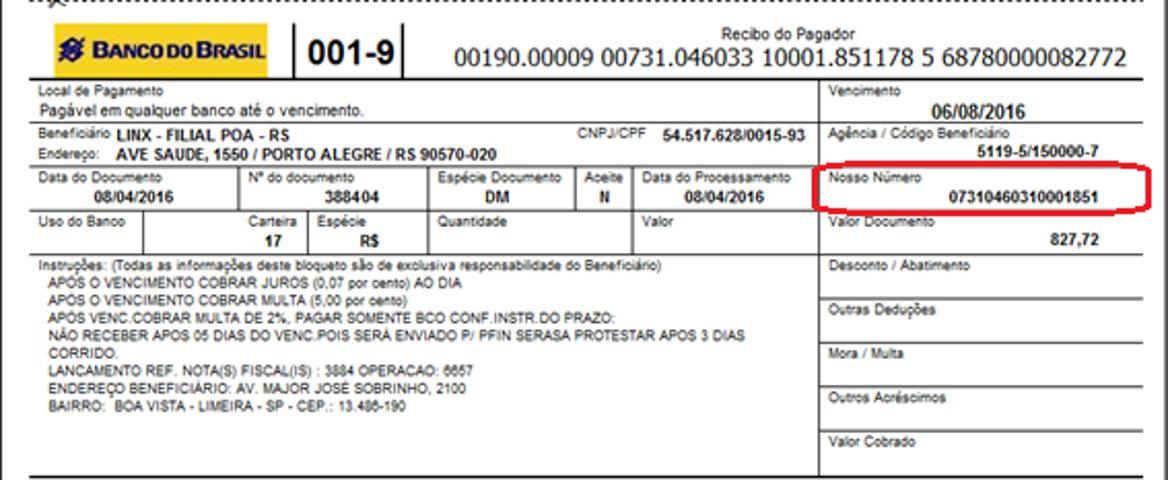 BANCO DO BRASIL
001-9
Recibo do Pagador
00190.00009 00731.046033 10001.851178 5 68780000082772
Local de Pagamento
Pagável em qualquer banco até o vencimento.
Vencimento
06/08/2016
Beneficiário LINX - FILIAL POA - RS CNPJ/CPF 54.517.628/0015-93
Endereço: AVE SAUDE, 1550 / PORTO ALEGRE / RS 90570-020
Agência / Código Beneficiário
5119-5/150000-7
Data do Documento
08/04/2016
Nº do documento
388404
Espécie Documento
DM
Aceite
N
Data do Processamento
08/04/2016
Nosso Número
07310460310001851
Uso do Banco
Carteira
17
Espécie
R$
Quantidade
Valor
Valor Documento
827,72
Instruções: (Todas as informações deste bloqueto são de exclusiva responsabilidade do Beneficiário)
APÓS O VENCIMENTO COBRAR JUROS (0,07 por cento) AO DIA
APÓS O VENCIMENTO COBRAR MULTA (5,00 por cento)
APÓS VENC.COBRAR MULTA DE 2%, PAGAR SOMENTE BCO CONF.INSTR.DO PRAZO:
NÃO RECEBER APOS 05 DIAS DO VENC.POIS SERÁ ENVIADO P/ PFIN SERASA PROTESTAR APOS 3 DIAS
CORRIDO.
LANCAMENTO REF. NOTA(S) FISCAL(IS) : 3884 OPERACAO: 6657
ENDEREÇO BENEFICIÁRIO: AV. MAJOR JOSÉ SOBRINHO, 2100
BAIRRO: BOA VISTA - LIMEIRA - SP - CEP.: 13.486-190
Desconto / Abatimento
Outras Deduções
Mora / Multa
Outros Acréscimos
Valor Cobrado